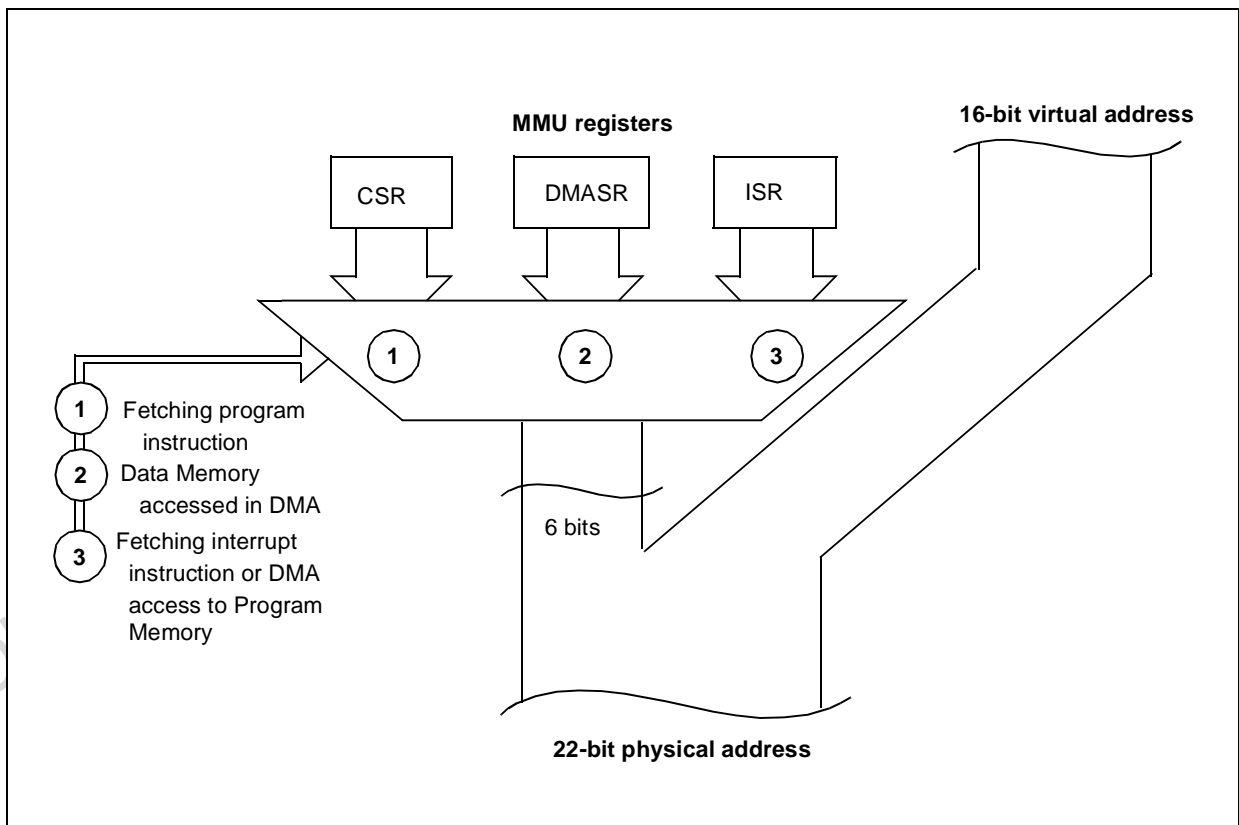 16-bit virtual address
MMU registers
CSR
DMASR
ISR
1
2
3
1
Fetching program
instruction
2
Data Memory
accessed in DMA
3
Fetching interrupt
instruction or DMA
access to Program
Memory
6 bits
22-bit physical address